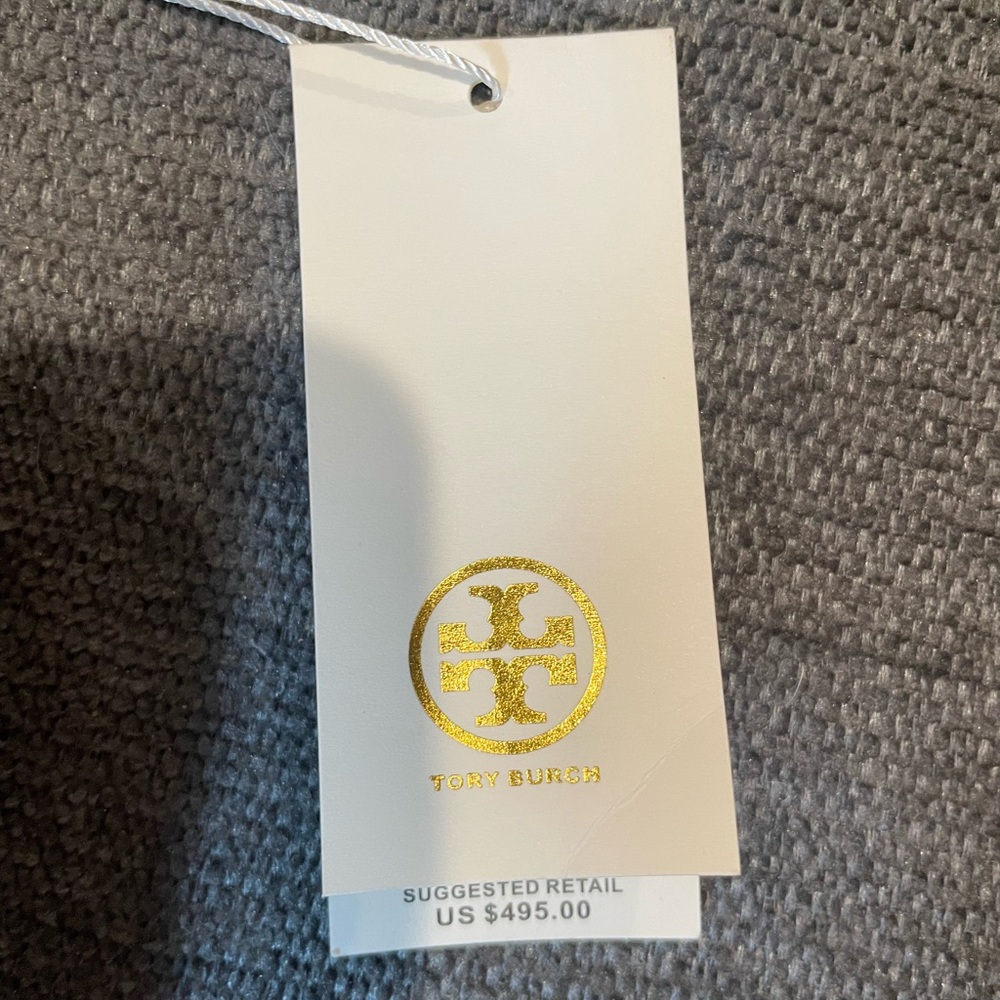 TORY BURCH
SUGGESTED RETAIL
US $495.00